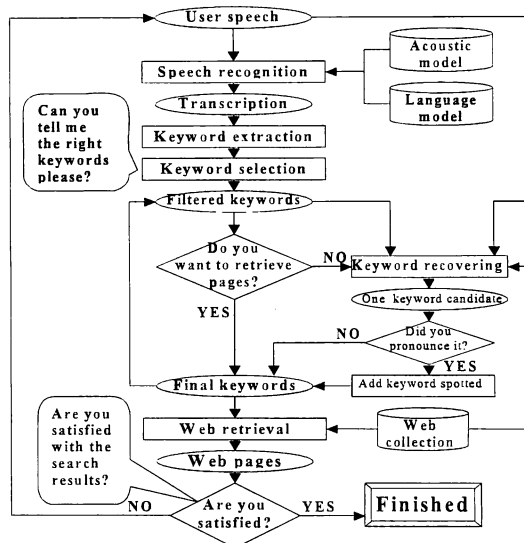 User speech
Acoustic
model
Speech recognition
Language
model
Transcription
Can you
tell me
the right
keywords
please?
Keyword extraction
Keyword selection
Filtered keywords
Do you
want to retrieve
pages?
NO
Keyword recovering
One keyword candidate
YES
NO
Did you
pronounce it?
YES
Final keywords
Add keyword spotted
Are you
satisfied
with the
search
results?
Web retrieval
Web
collection
Web pages
NO
Are you
satisfied?
YES
Finished